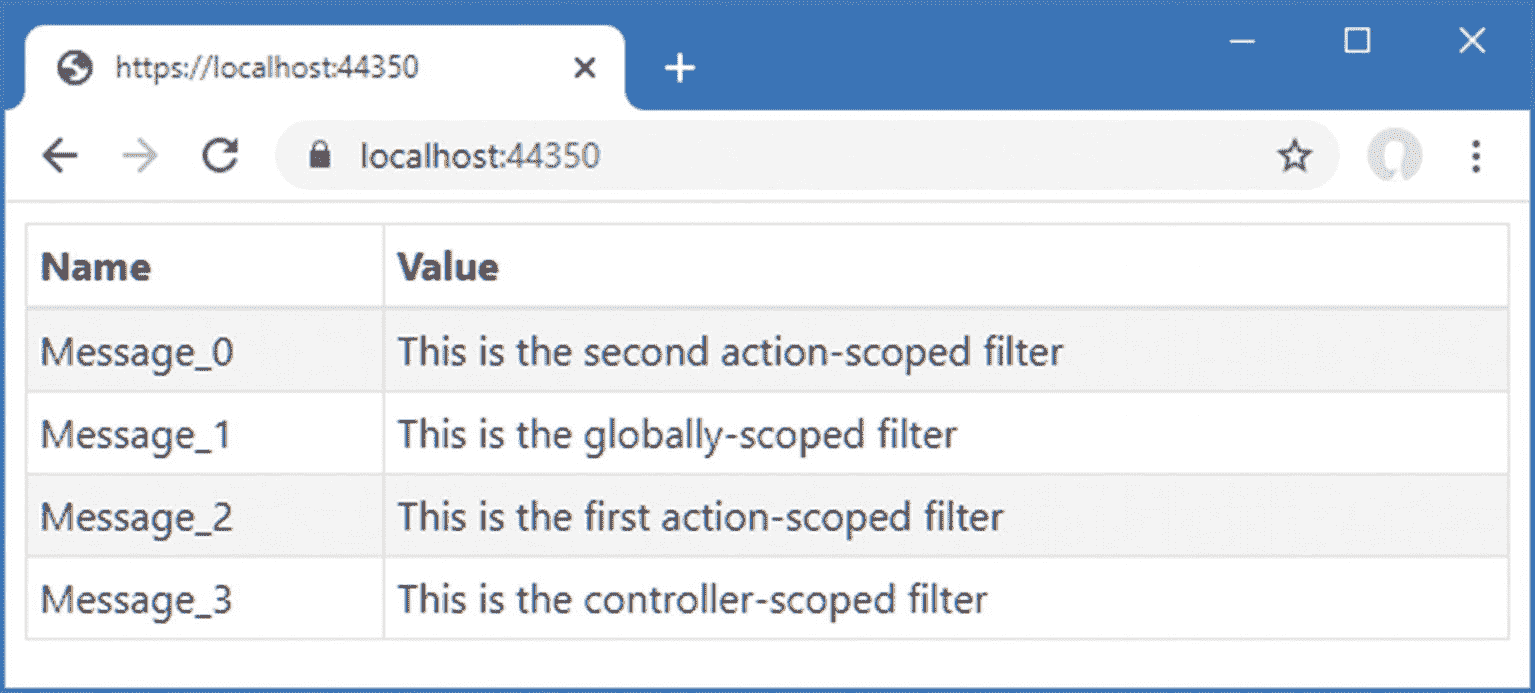 https://localhost:44350
localhost:44350
Name Value
Message_0 This is the second action-scoped filter
Message_1 This is the globally-scoped filter
Message_2 This is the first action-scoped filter
Message_3 This is the controller-scoped filter